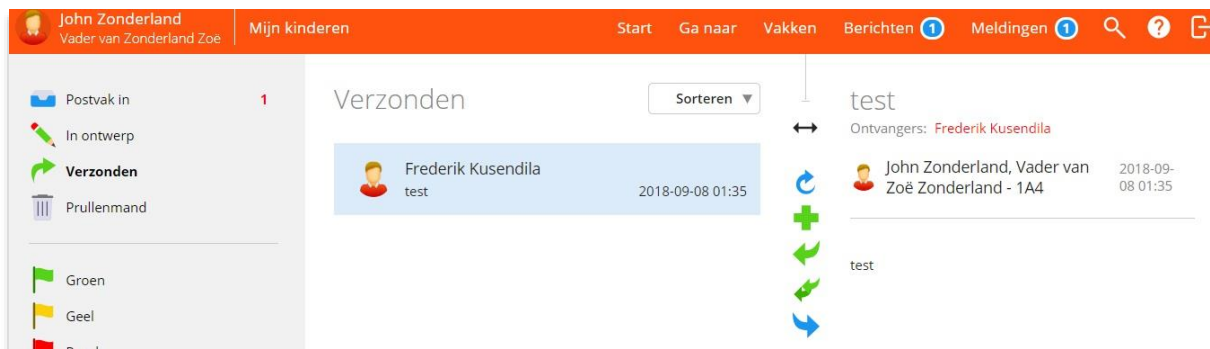 John Zonderland
Vader van Zonderland Zoë
Mijn kinderen
Start
Ga naar
Vakken
Berichten 1
Meldingen 1
?
Postvak in 1
In ontwerp
Verzonden
Prullenmand
Groen
Geel
Verzonden
Sorteren
Frederik Kusendila
test
2018-09-08 01:35
test
Ontvangers: Frederik Kusendila
John Zonderland, Vader van
Zoë Zonderland - 1A4
2018-09-
08 01:35
test